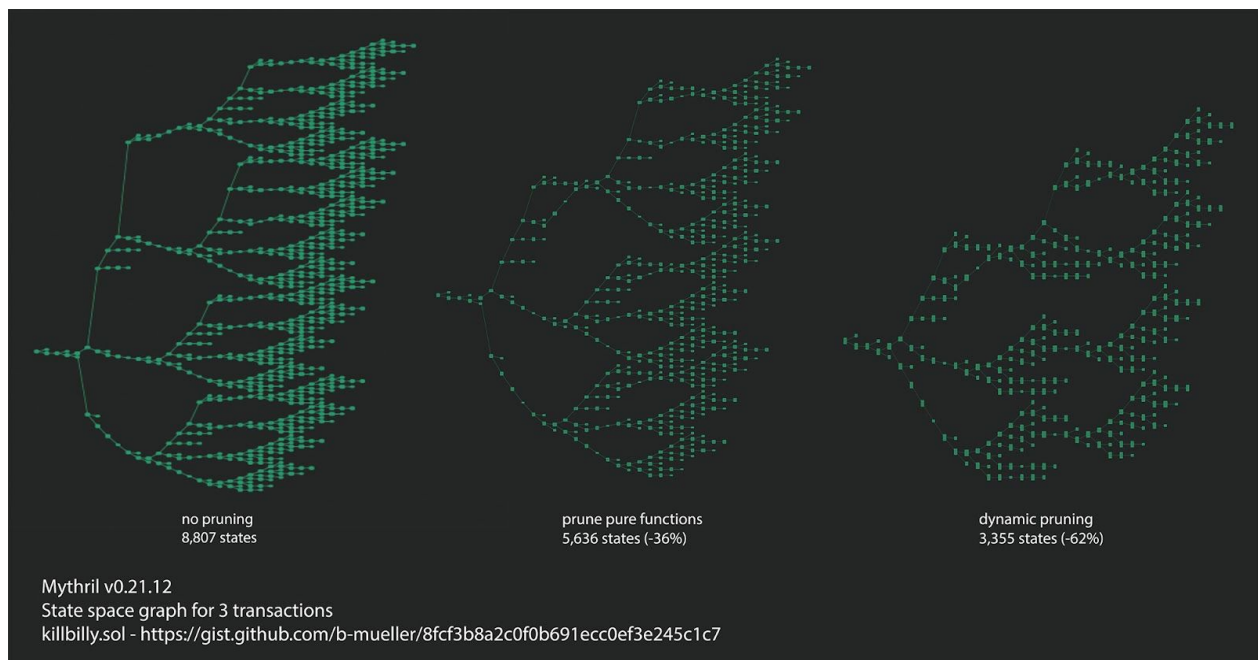 no pruning
8,807 states
prune pure functions
5,636 states (-36%)
dynamic pruning
3,355 states (-62%)
Mythril v0.21.12
State space graph for 3 transactions
killbilly.sol - https://gist.github.com/b-mueller/8fcf3b8a2c0f0b691ecc0ef3e245c1c7